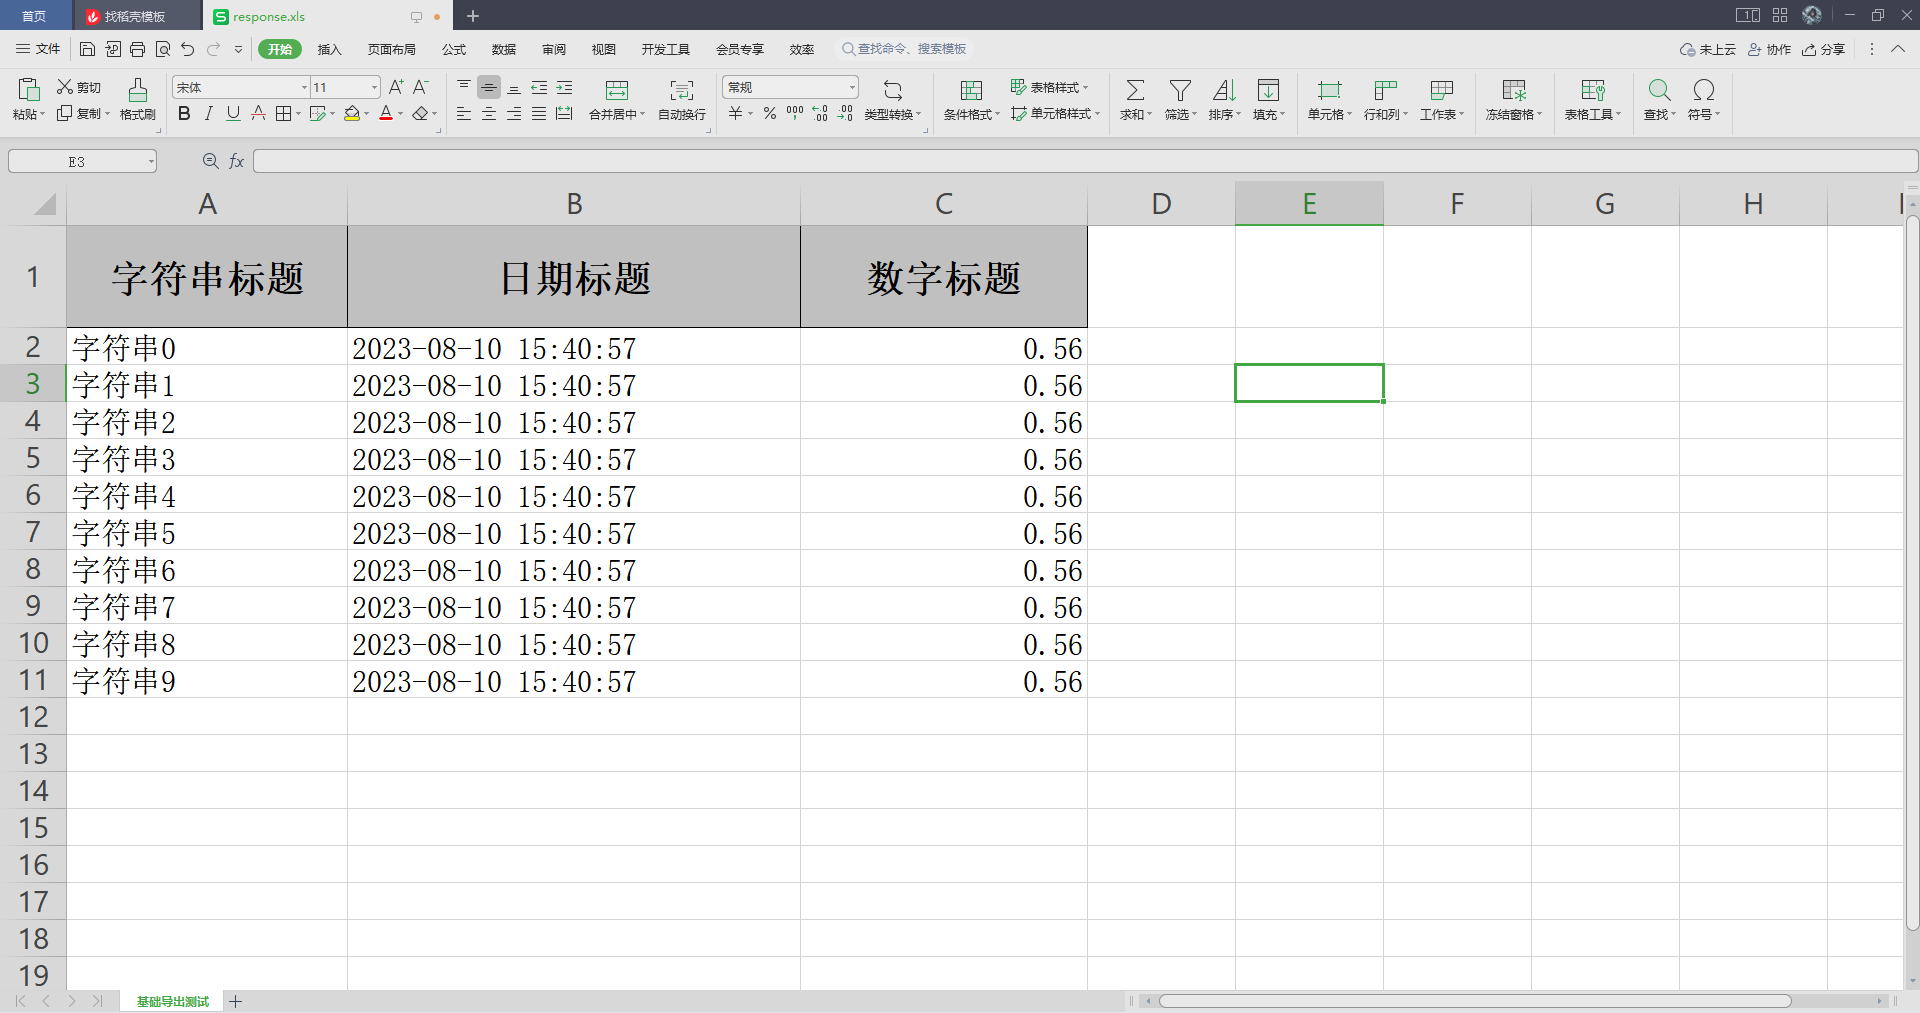 首页 找稻壳模板 response.xls
文件 开始 插入 页面布局 公式 数据 审阅 视图 开发工具 会员专享 效率 查找命令、搜索模板 未上云 协作 分享
剪切 宋体 11 A⁺ A⁻ 常规 表格样式
粘贴 复制 格式刷 B I U A A 合并居中 自动换行 ¥ % 000 类型转换 条件格式 单元格样式 求和 筛选 排序 填充 单元格 行和列 工作表 冻结窗格 表格工具 查找 符号
E3 fx
A B C D E F G H I
1 字符串标题 日期标题 数字标题
2 字符串0 2023-08-10 15:40:57 0.56
3 字符串1 2023-08-10 15:40:57 0.56
4 字符串2 2023-08-10 15:40:57 0.56
5 字符串3 2023-08-10 15:40:57 0.56
6 字符串4 2023-08-10 15:40:57 0.56
7 字符串5 2023-08-10 15:40:57 0.56
8 字符串6 2023-08-10 15:40:57 0.56
9 字符串7 2023-08-10 15:40:57 0.56
10 字符串8 2023-08-10 15:40:57 0.56
11 字符串9 2023-08-10 15:40:57 0.56
12
13
14
15
16
17
18
19
基础导出测试